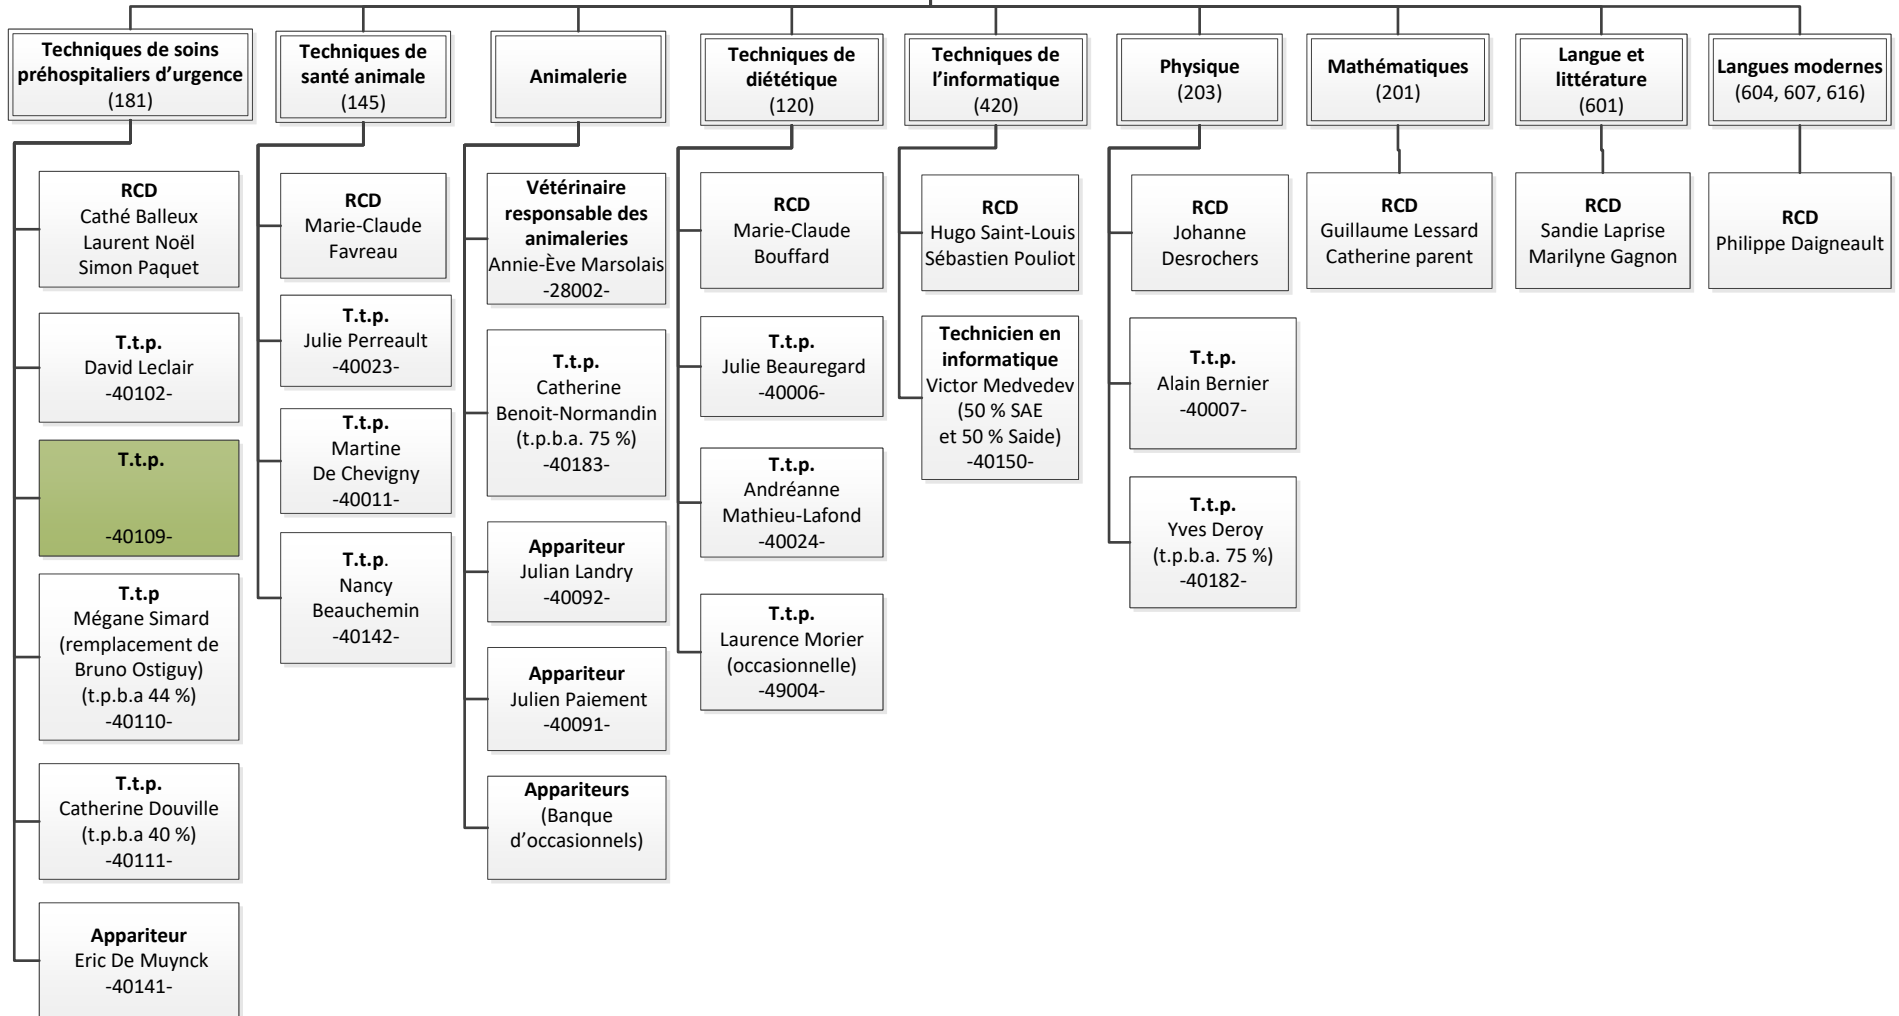 Techniques de soins
préhospitaliers d’urgence
(181)
RCD
Cathé Balleux
Laurent Noël
Simon Paquet
T.t.p.
David Leclair
-40102-
T.t.p.
-40109-
T.t.p
Mégane Simard
(remplacement de
Bruno Ostiguy)
(t.p.b.a 44 %)
-40110-
T.t.p.
Catherine Douville
(t.p.b.a 40 %)
-40111-
Appariteur
Eric De Muynck
-40141-
Techniques de
santé animale
(145)
RCD
Marie-Claude
Favreau
T.t.p.
Julie Perreault
-40023-
T.t.p.
Martine
De Chevigny
-40011-
T.t.p.
Nancy
Beauchemin
-40142-
Animalerie
Vétérinaire
responsable des
animaleries
Annie-Ève Marsolais
-28002-
T.t.p.
Catherine
Benoit-Normandin
(t.p.b.a. 75 %)
-40183-
Appariteur
Julian Landry
-40092-
Appariteur
Julien Paiement
-40091-
Appariteurs
(Banque
d’occasionnels)
Techniques de
diététique
(120)
RCD
Marie-Claude
Bouffard
T.t.p.
Julie Beauregard
-40006-
T.t.p.
Andréanne
Mathieu-Lafond
-40024-
T.t.p.
Laurence Morier
(occasionnelle)
-49004-
Techniques de
l’informatique
(420)
RCD
Hugo Saint-Louis
Sébastien Pouliot
Technicien en
informatique
Victor Medvedev
(50 % SAE
et 50 % Saide)
-40150-
Physique
(203)
RCD
Johanne
Desrochers
T.t.p.
Alain Bernier
-40007-
T.t.p.
Yves Deroy
(t.p.b.a. 75 %)
-40182-
Mathématiques
(201)
RCD
Guillaume Lessard
Catherine parent
Langue et
littérature
(601)
RCD
Sandie Laprise
Marilyne Gagnon
Langues modernes
(604, 607, 616)
RCD
Philippe Daigneault